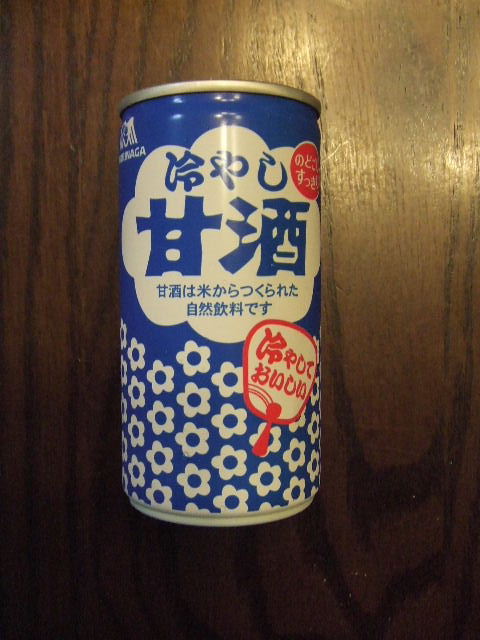 MORINAGA
冷やし
甘酒
のどごし
すっきり
甘酒は米からつくられた
自然飲料です
冷やして
おいしい